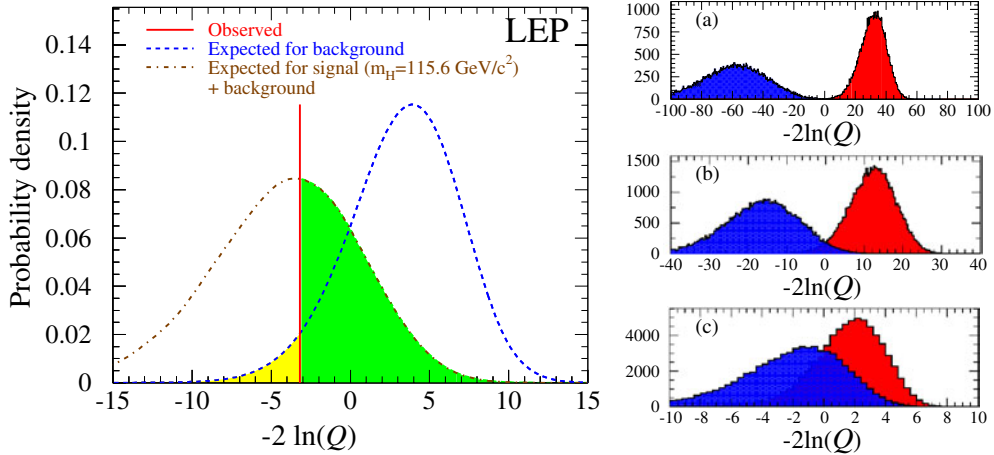 LEP
Observed
Expected for background
Expected for signal (mH=115.6 GeV/c²)
+ background
Probability density
0.14
0.12
0.1
0.08
0.06
0.04
0.02
0
-15 -10 -5 0 5 10 15
-2 ln(Q)
(a)
1000
750
500
250
0
-100 -80 -60 -40 -20 0 20 40 60 80 100
-2ln(Q)
(b)
1500
1000
500
0
-40 -30 -20 -10 0 10 20 30 40
-2ln(Q)
(c)
4000
2000
0
-10 -8 -6 -4 -2 0 2 4 6 8 10
-2ln(Q)